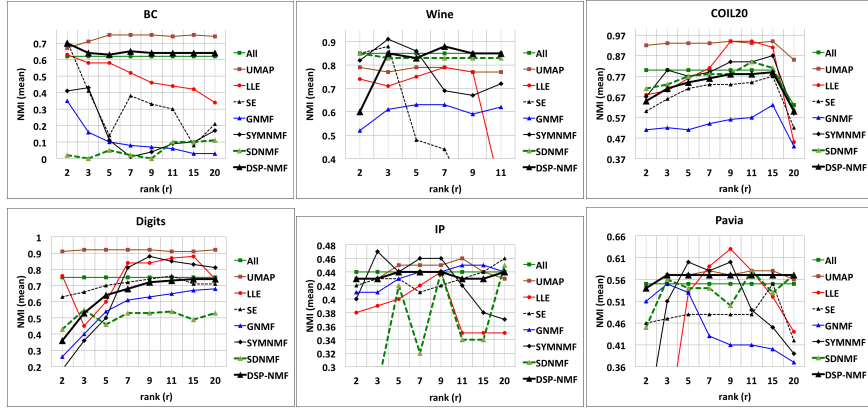 BC
NMI (mean)
0.7
0.6
0.5
0.4
0.3
0.2
0.1
0
2 3 5 7 9 11 15 20
rank (r)
All
UMAP
LLE
SE
GNMF
SYMNMF
SDNMF
DSP-NMF
Wine
NMI (mean)
0.9
0.8
0.7
0.6
0.5
0.4
2 3 5 7 9 11
rank (r)
All
UMAP
LLE
SE
GNMF
SYMNMF
SDNMF
DSP-NMF
COIL20
NMI (mean)
0.97
0.87
0.77
0.67
0.57
0.47
0.37
2 3 5 7 9 11 15 20
rank (r)
All
UMAP
LLE
SE
GNMF
SYMNMF
SDNMF
DSP-NMF
Digits
NMI (mean)
1
0.9
0.8
0.7
0.6
0.5
0.4
0.3
0.2
2 3 5 7 9 11 15 20
rank (r)
All
UMAP
LLE
SE
GNMF
SYMNMF
SDNMF
DSP-NMF
IP
NMI (mean)
0.48
0.46
0.44
0.42
0.4
0.38
0.36
0.34
0.32
0.3
2 3 5 7 9 11 15 20
rank (r)
All
UMAP
LLE
SE
GNMF
SYMNMF
SDNMF
DSP-NMF
Pavia
NMI (mean)
0.66
0.61
0.56
0.51
0.46
0.41
0.36
2 3 5 7 9 11 15 20
rank (r)
All
UMAP
LLE
SE
GNMF
SYMNMF
SDNMF
DSP-NMF